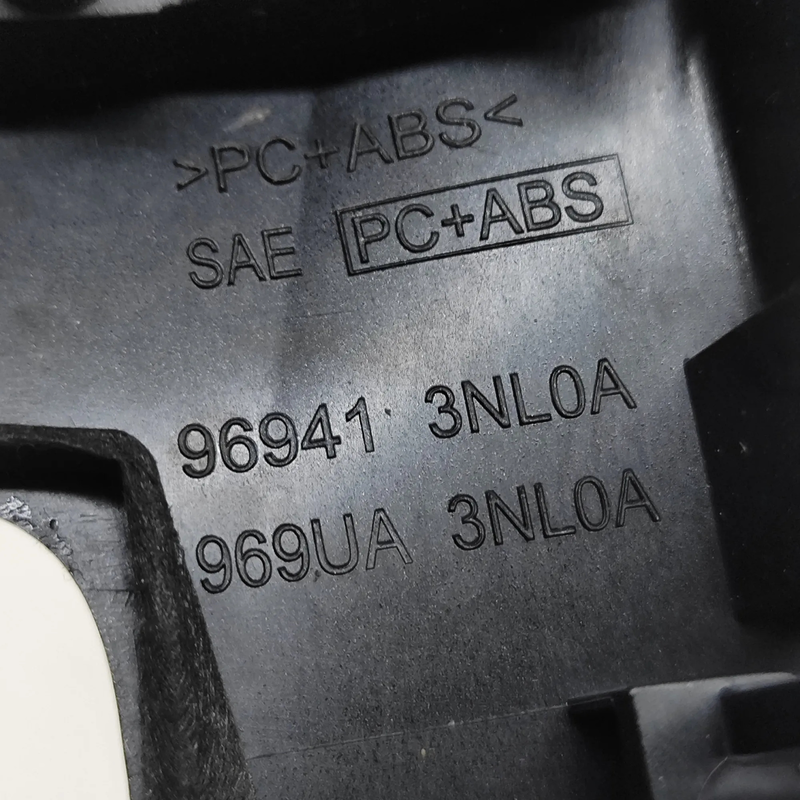 >PC+ABS<
SAE PC+ABS
96941 3NL0A
969UA 3NL0A